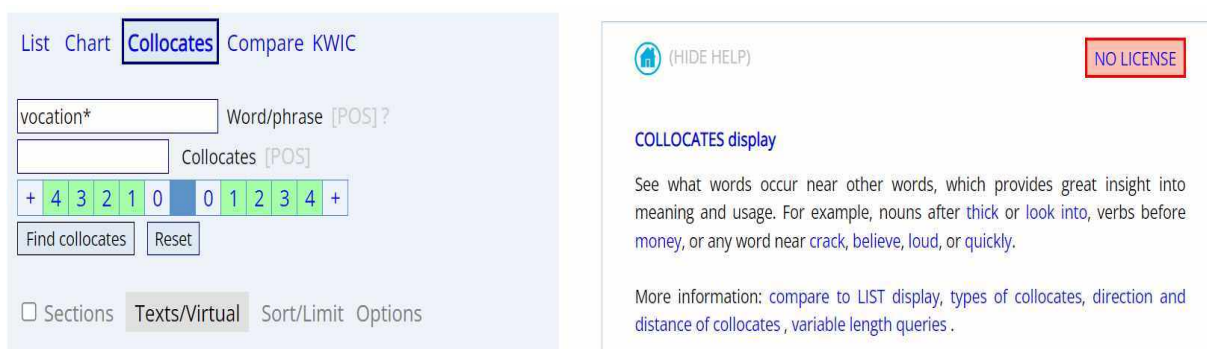 List Chart Collocates Compare KWIC
vocation* Word/phrase [POS] ?
Collocates [POS]
+ 4 3 2 1 0 0 1 2 3 4 +
Find collocates Reset
Sections Texts/Virtual Sort/Limit Options
(HIDE HELP) NO LICENSE
COLLOCATES display
See what words occur near other words, which provides great insight into
meaning and usage. For example, nouns after thick or look into, verbs before
money, or any word near crack, believe, loud, or quickly.
More information: compare to LIST display, types of collocates, direction and
distance of collocates , variable length queries .